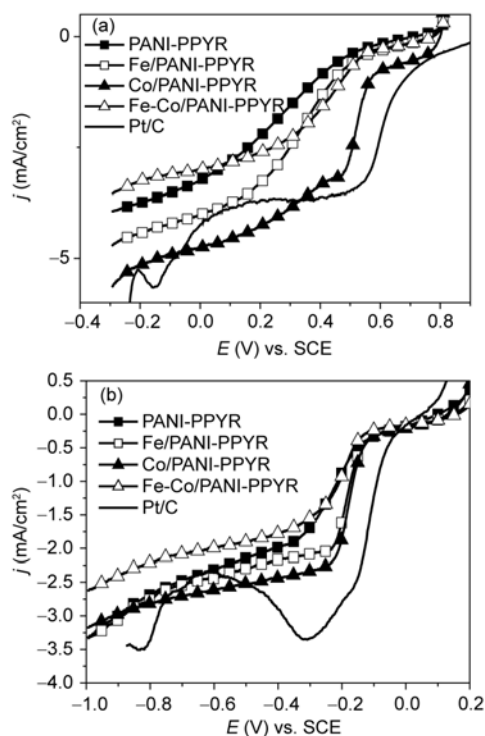 (a)
PANI-PPYR
Fe/PANI-PPYR
Co/PANI-PPYR
Fe-Co/PANI-PPYR
Pt/C
0
−5
j (mA/cm²)
−0.2 0.0 0.2 0.4 0.6 0.8
E (V) vs. SCE
(b)
PANI-PPYR
Fe/PANI-PPYR
Co/PANI-PPYR
Fe-Co/PANI-PPYR
Pt/C
0.5
0.0
−0.5
−1.0
−1.5
−2.0
−2.5
−3.0
−3.5
−4.0
j (mA/cm²)
−1.0 −0.8 −0.6 −0.4 −0.2 0.0 0.2
E (V) vs. SCE